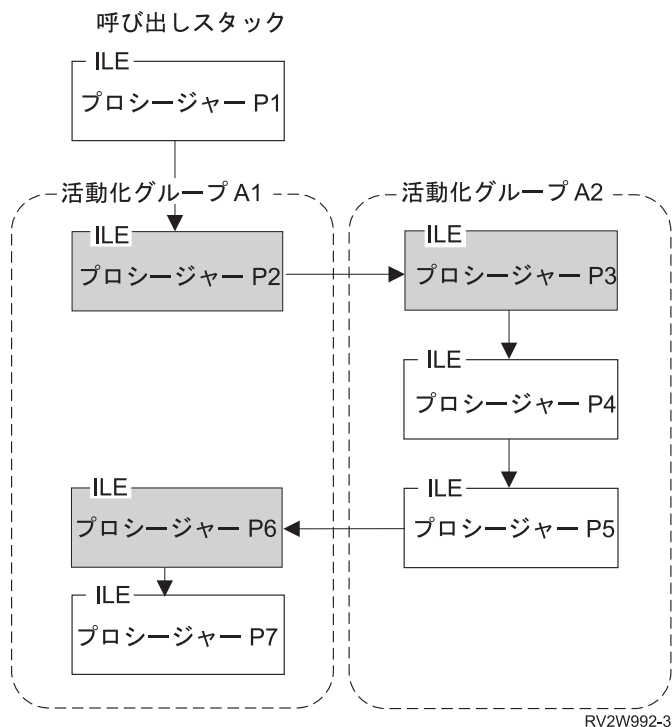 呼び出しスタック
ILE
プロシージャー P1
活動化グループ A1
活動化グループ A2
ILE
プロシージャー P2
ILE
プロシージャー P3
ILE
プロシージャー P4
ILE
プロシージャー P5
ILE
プロシージャー P6
ILE
プロシージャー P7
RV2W992-3